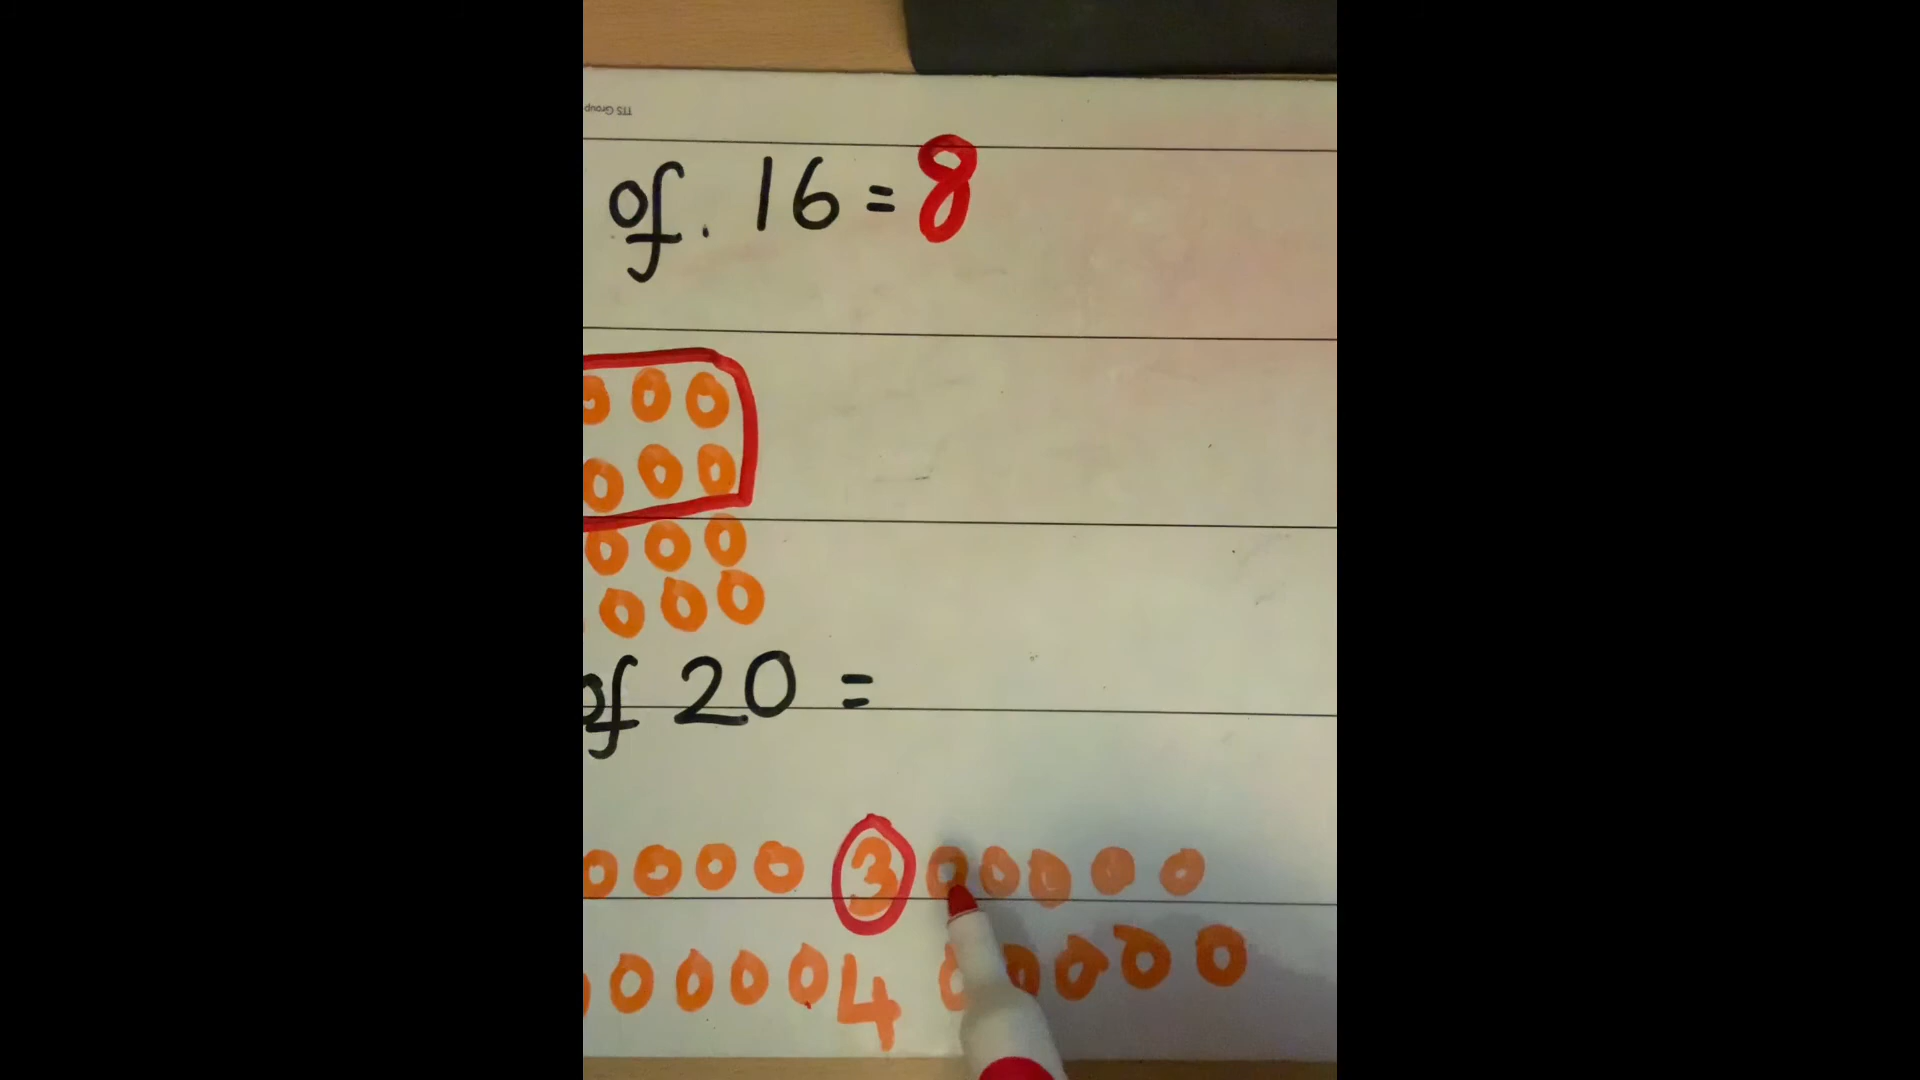 TTS Group
of. 16 = 8
of 20 =
3
4